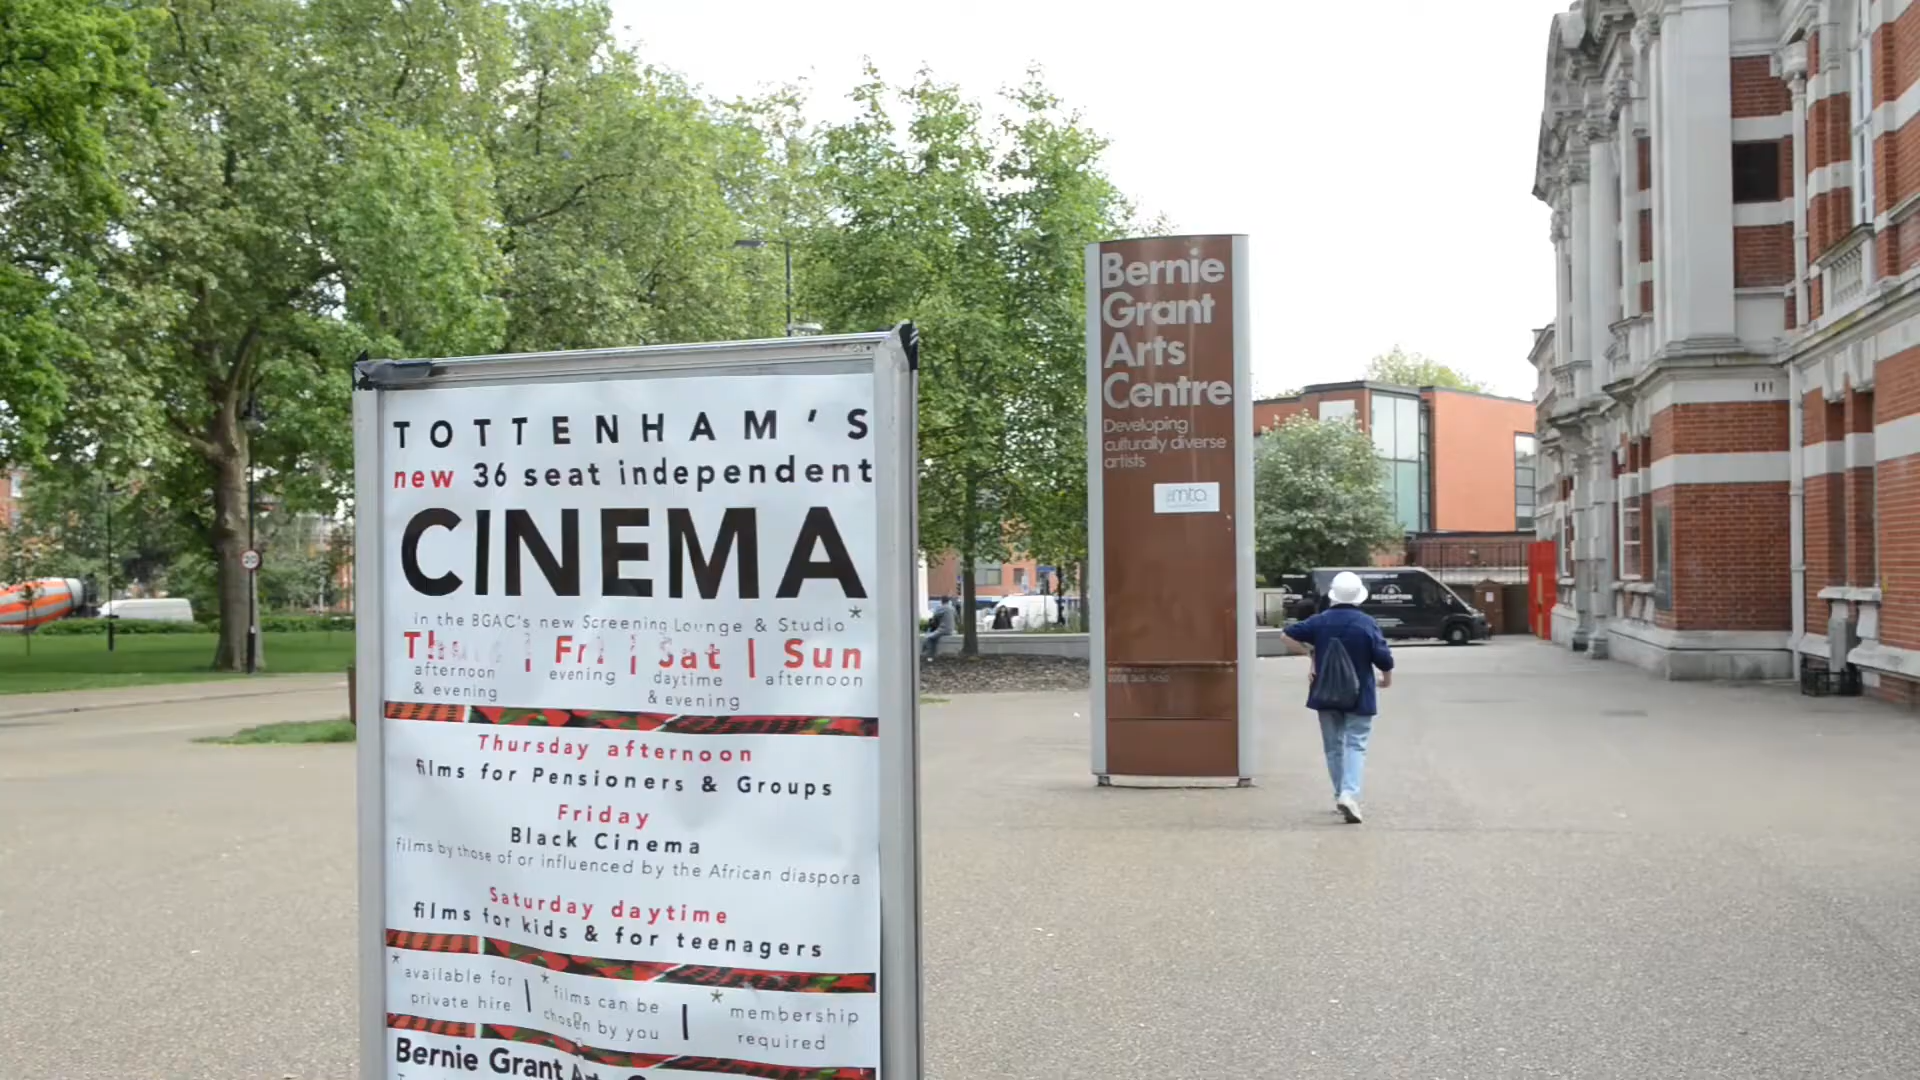 TOTTENHAM'S
new 36 seat independent
CINEMA
in the BGAC's new Screening Lounge & Studio*
| Fri | Sat | Sun
afternoon & evening
evening
daytime & evening
afternoon
Thursday afternoon
films for Pensioners & Groups
Friday
Black Cinema
films by those of or influenced by the African diaspora
Saturday daytime
films for kids & for teenagers
*available for private hire
*films can be chosen by you
*membership required
Bernie Grant
Bernie
Grant
Arts
Centre
Developing
culturally diverse
artists
mta
REDEMPTION
20